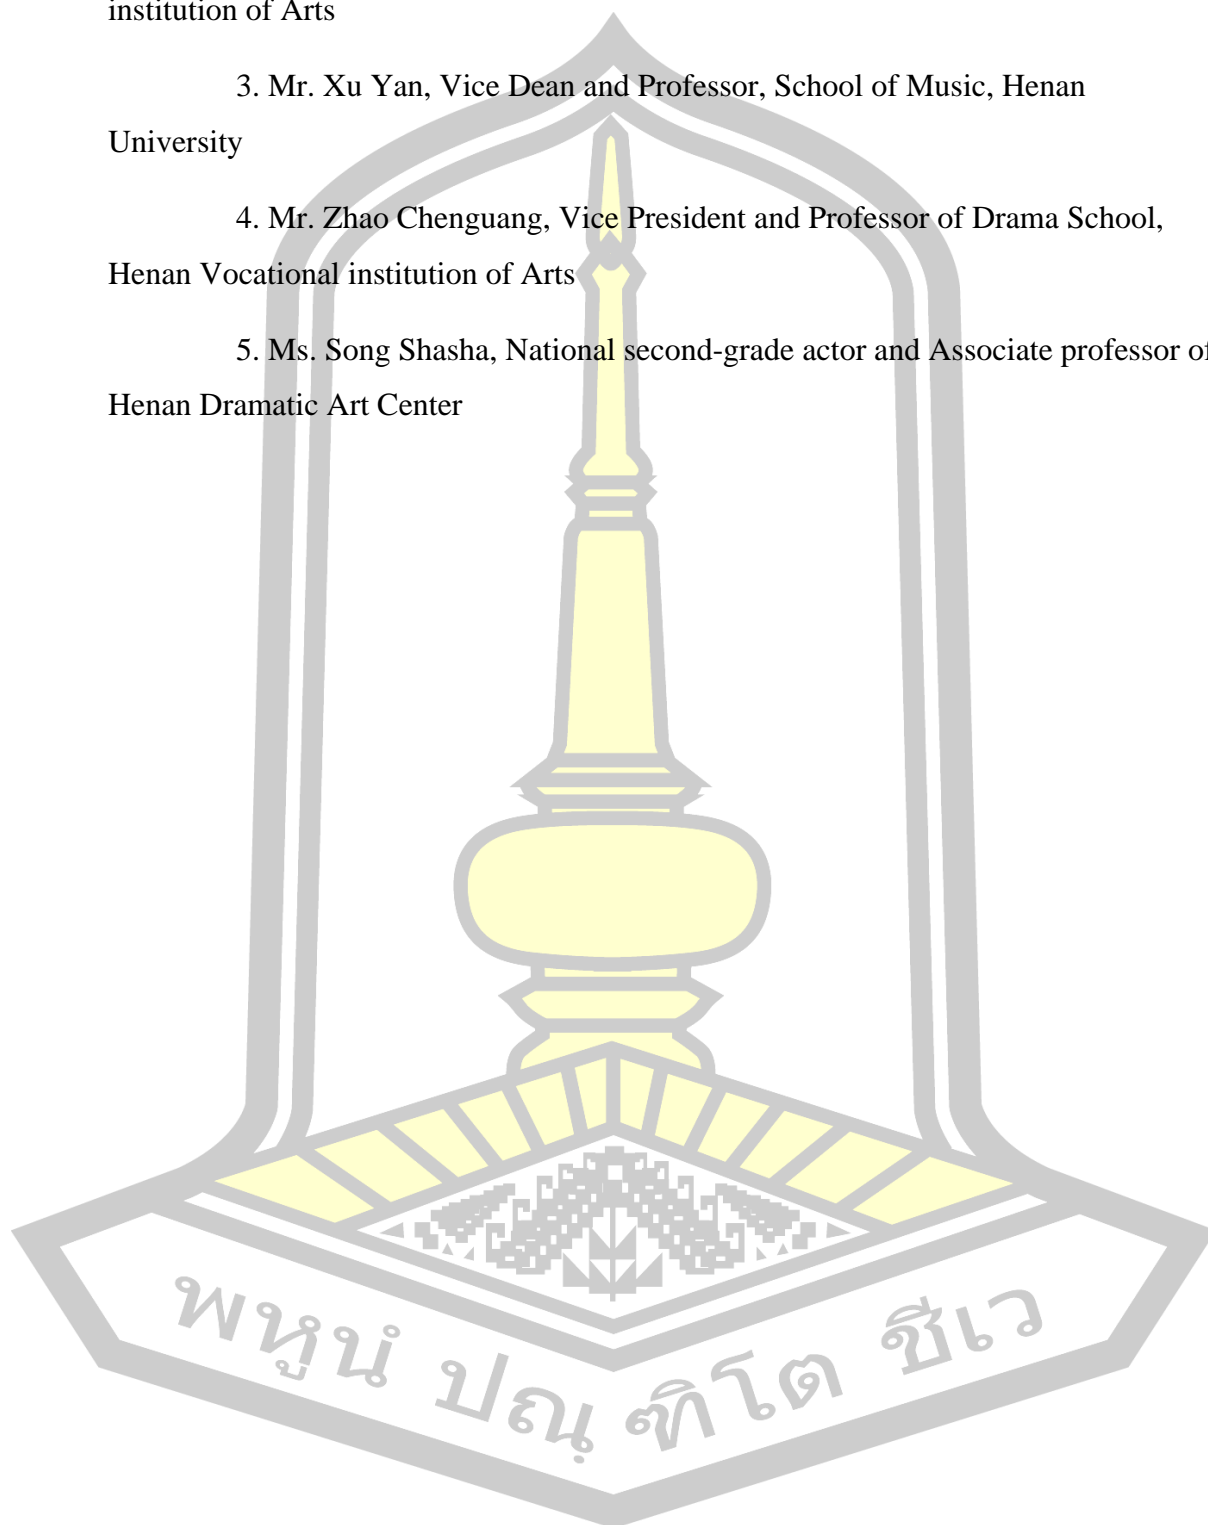 institution of Arts
3. Mr. Xu Yan, Vice Dean and Professor, School of Music, Henan
University
4. Mr. Zhao Chenguang, Vice President and Professor of Drama School,
Henan Vocational institution of Arts
5. Ms. Song Shasha, National second-grade actor and Associate professor of
Henan Dramatic Art Center
พหูนํ ปณฺฑิโต ชีเว